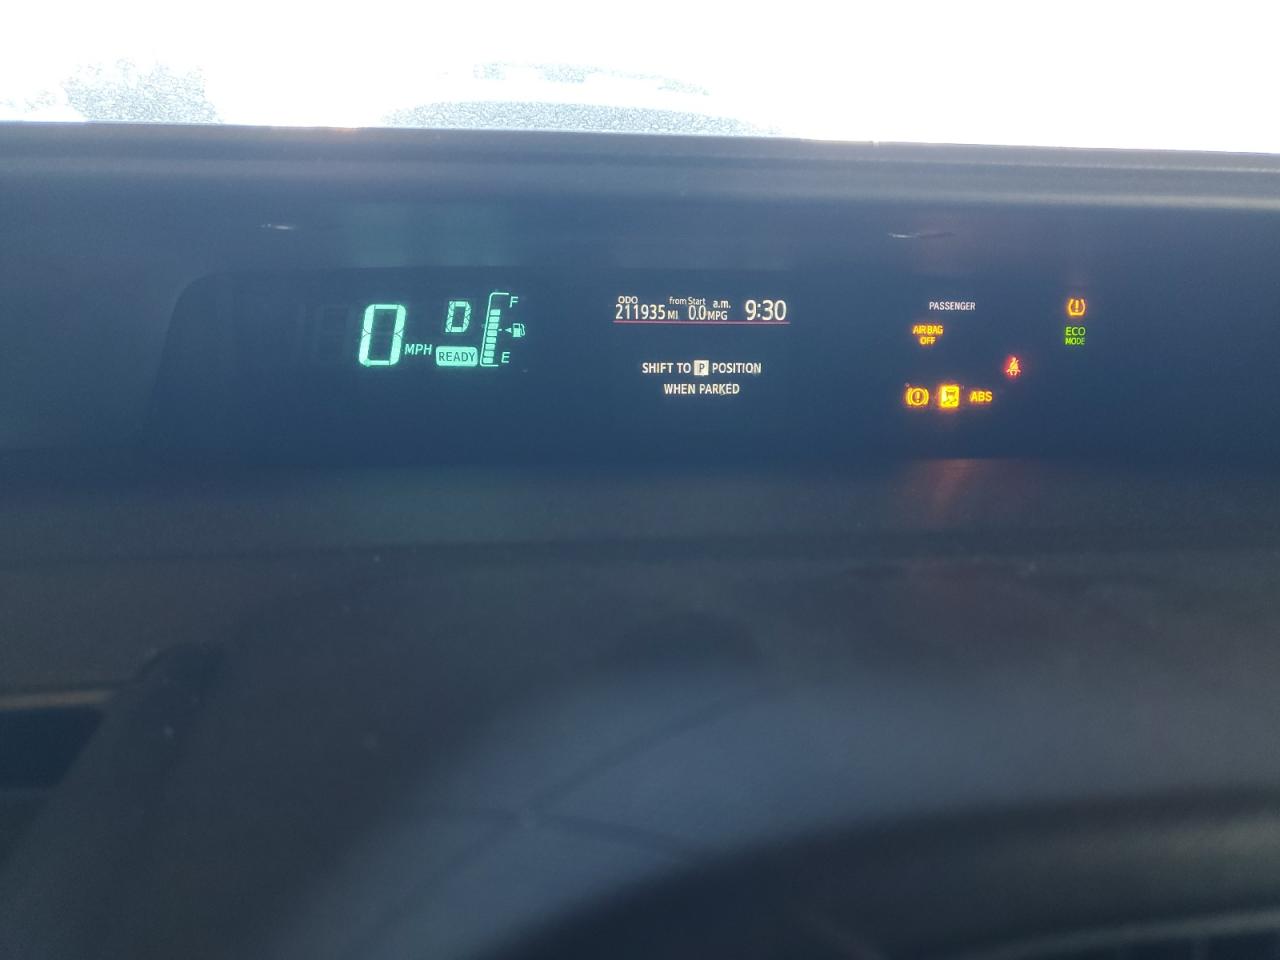 0 MPH
D
READY
F
E
ODO from Start a.m.
211935 MI 0.0 MPG 9:30
SHIFT TO P POSITION
WHEN PARKED
PASSENGER
AIR BAG
OFF
ABS
ECO
MODE